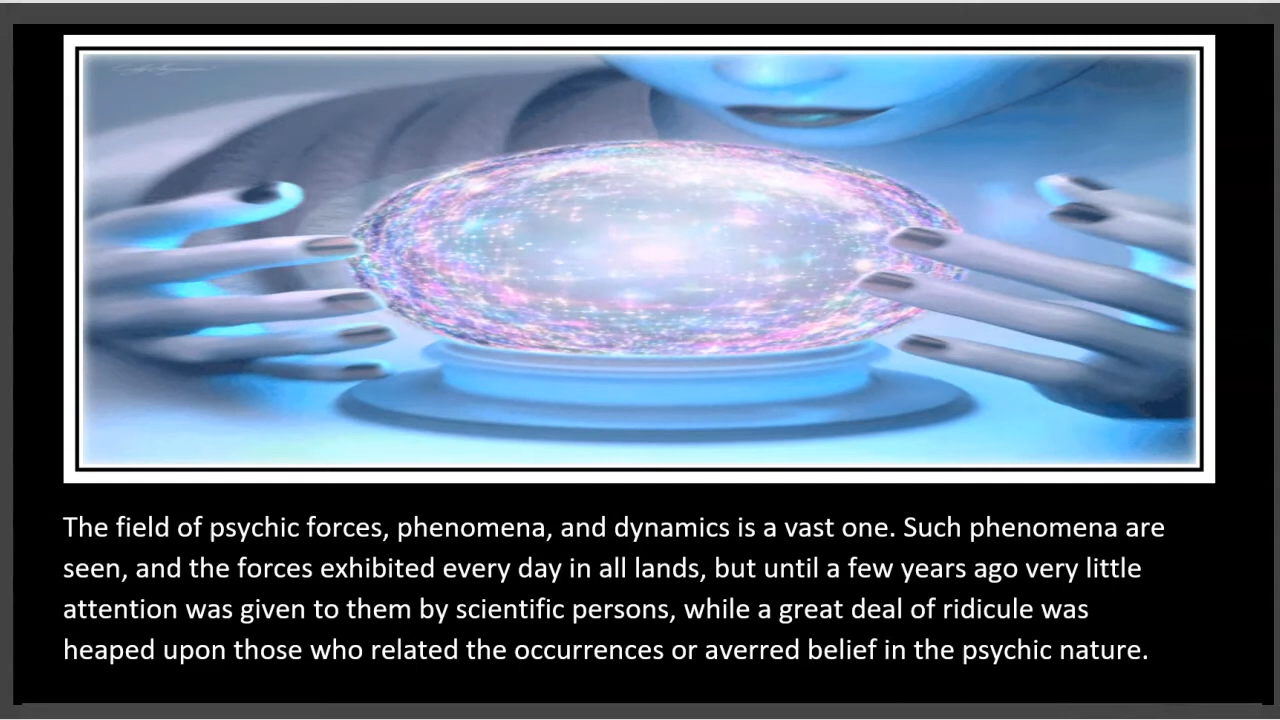 The field of psychic forces, phenomena, and dynamics is a vast one. Such phenomena are
seen, and the forces exhibited every day in all lands, but until a few years ago very little
attention was given to them by scientific persons, while a great deal of ridicule was
heaped upon those who related the occurrences or averred belief in the psychic nature.